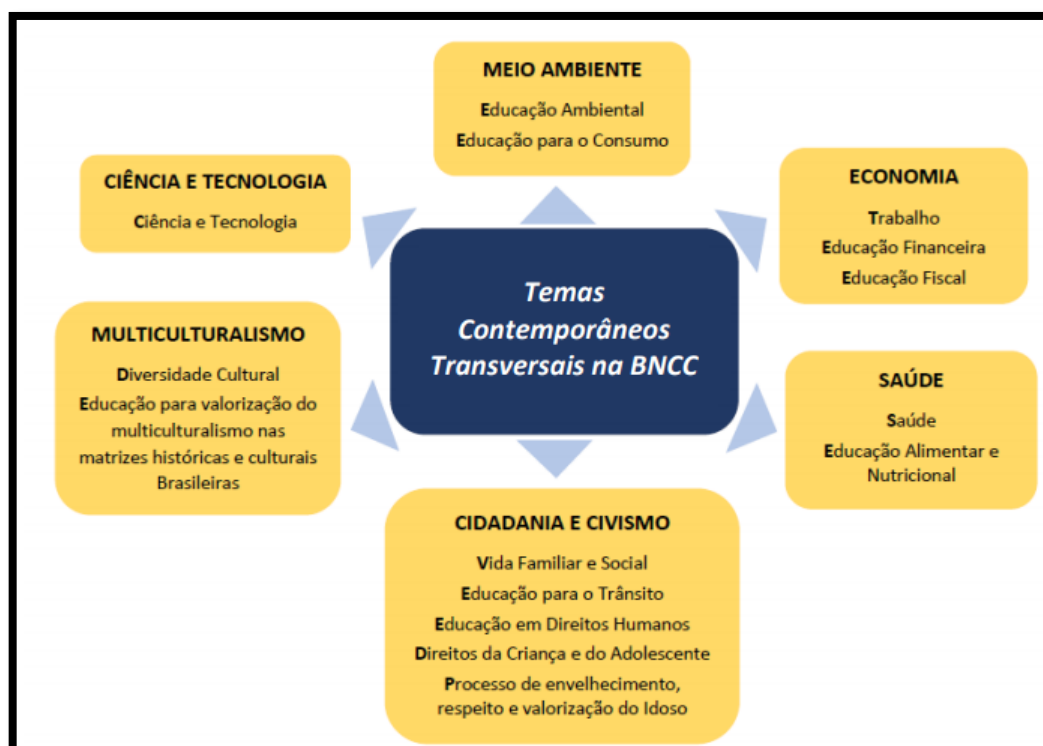 MEIO AMBIENTE
Educação Ambiental
Educação para o Consumo
CIÊNCIA E TECNOLOGIA
Ciência e Tecnologia
ECONOMIA
Trabalho
Educação Financeira
Educação Fiscal
Temas
Contemporâneos
Transversais na BNCC
MULTICULTURALISMO
Diversidade Cultural
Educação para valorização do
multiculturalismo nas
matrizes históricas e culturais
Brasileiras
SAÚDE
Saúde
Educação Alimentar e
Nutricional
CIDADANIA E CIVISMO
Vida Familiar e Social
Educação para o Trânsito
Educação em Direitos Humanos
Direitos da Criança e do Adolescente
Processo de envelhecimento,
respeito e valorização do Idoso